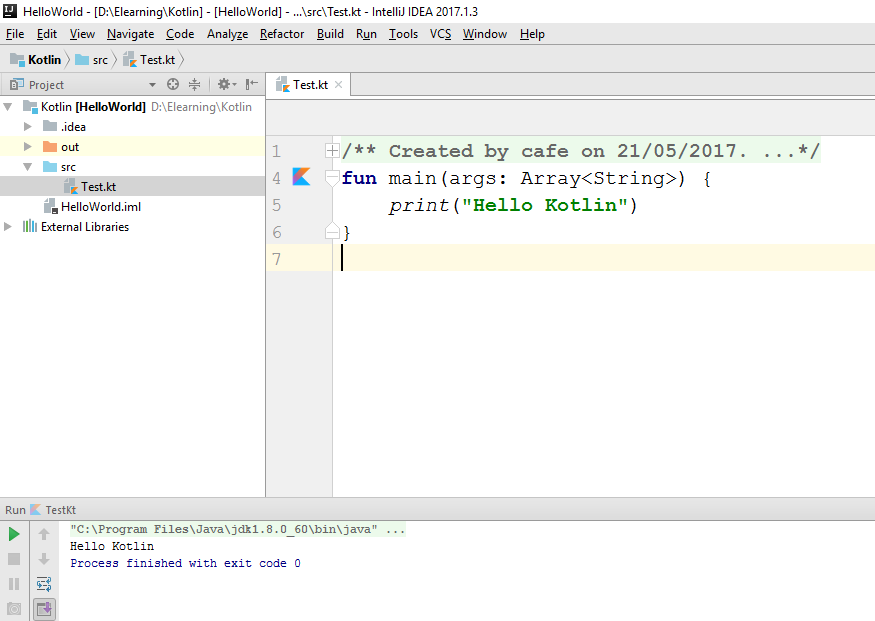 HelloWorld - [D:\Elearning\Kotlin] - [HelloWorld] - ...\src\Test.kt - IntelliJ IDEA 2017.1.3
File Edit View Navigate Code Analyze Refactor Build Run Tools VCS Window Help
Kotlin src Test.kt
Project
Test.kt
Kotlin [HelloWorld] D:\Elearning\Kotlin
.idea
out
src
Test.kt
HelloWorld.iml
External Libraries
1 /** Created by cafe on 21/05/2017. ...*/
4 fun main(args: Array<String>) {
5     print("Hello Kotlin")
6 }
7
Run TestKt
"C:\Program Files\Java\jdk1.8.0_60\bin\java" ...
Hello Kotlin
Process finished with exit code 0